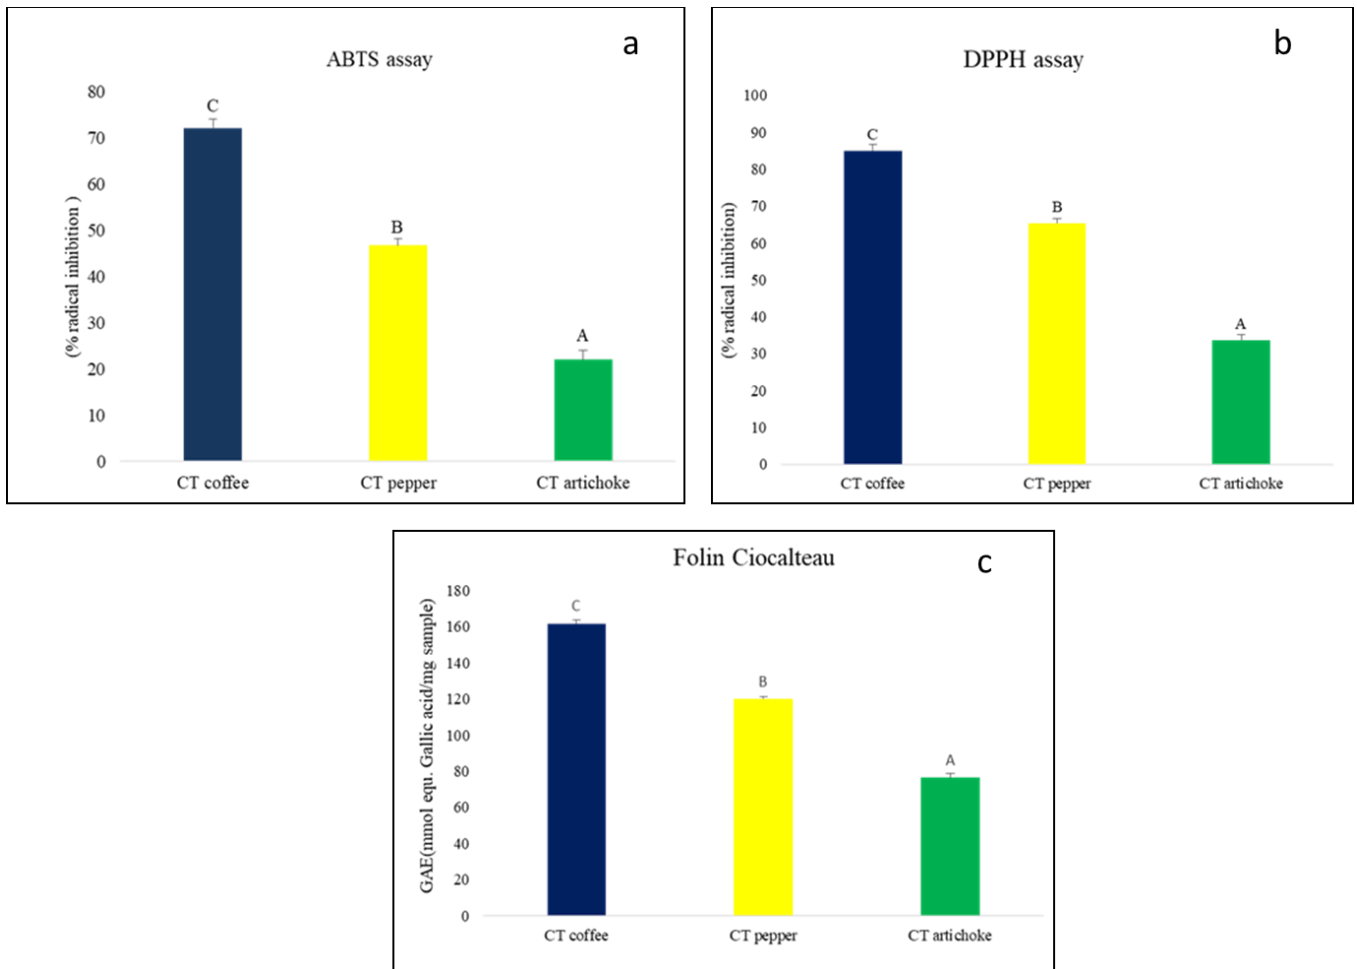 a
ABTS assay
(% radical inhibition )
80
70
60
50
40
30
20
10
0
C
B
A
CT coffee
CT pepper
CT artichoke
b
DPPH assay
(% radical inhibition)
100
90
80
70
60
50
40
30
20
10
0
C
B
A
CT coffee
CT pepper
CT artichoke
c
Folin Ciocalteau
GAE(mmol equ. Gallic acid/mg sample)
180
160
140
120
100
80
60
40
20
0
C
B
A
CT coffee
CT pepper
CT artichoke